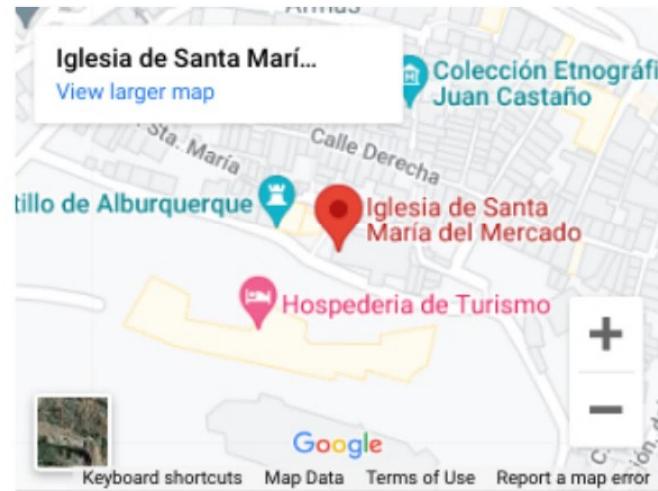 Armas
Iglesia de Santa Marí...
View larger map
Colección Etnográfi
Juan Castaño
Sta. María
Calle Derecha
tillo de Alburquerque
Iglesia de Santa
María del Mercado
Hospederia de Turismo
+
−
Google
Keyboard shortcuts Map Data Terms of Use Report a map error